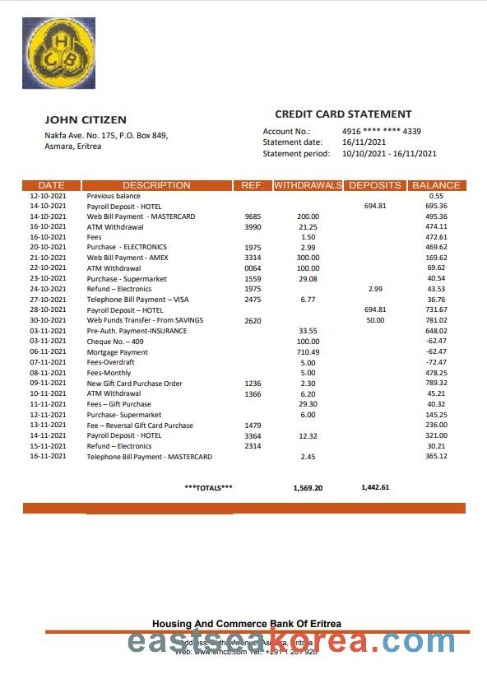 H
C B
JOHN CITIZEN
Nakfa Ave. No. 175, P.O. Box 849,
Asmara, Eritrea
CREDIT CARD STATEMENT
Account No.: 4916 **** **** 4339
Statement date: 16/11/2021
Statement period: 10/10/2021 - 16/11/2021
DATE DESCRIPTION REF. WITHDRAWALS DEPOSITS BALANCE
12-10-2021 Previous balance 0.55
14-10-2021 Payroll Deposit - HOTEL 694.81 695.36
14-10-2021 Web Bill Payment - MASTERCARD 9685 200.00 495.36
16-10-2021 ATM Withdrawal 3990 21.25 474.11
16-10-2021 Fees 1.50 472.61
20-10-2021 Purchase - ELECTRONICS 1975 2.99 469.62
21-10-2021 Web Bill Payment - AMEX 3314 300.00 169.62
22-10-2021 ATM Withdrawal 0064 100.00 69.62
23-10-2021 Purchase - Supermarket 1559 29.08 40.54
24-10-2021 Refund – Electronics 1975 2.99 43.53
27-10-2021 Telephone Bill Payment – VISA 2475 6.77 36.76
28-10-2021 Payroll Deposit – HOTEL 694.81 731.67
30-10-2021 Web Funds Transfer - From SAVINGS 2620 50.00 781.02
03-11-2021 Pre-Auth. Payment-INSURANCE 33.55 648.02
03-11-2021 Cheque No. – 409 100.00 -62.47
06-11-2021 Mortgage Payment 710.49 -62.47
07-11-2021 Fees-Overdraft 5.00 -72.47
08-11-2021 Fees-Monthly 5.00 478.25
09-11-2021 New Gift Card Purchase Order 1236 2.30 789.32
10-11-2021 ATM Withdrawal 1366 6.20 45.21
11-11-2021 Fees – Gift Purchase 29.30 40.32
12-11-2021 Purchase- Supermarket 6.00 145.25
13-11-2021 Fee – Reversal Gift Card Purchase 1479 236.00
14-11-2021 Payroll Deposit - HOTEL 3364 12.32 321.00
15-11-2021 Refund – Electronics 2314 30.21
16-11-2021 Telephone Bill Payment - MASTERCARD 2.45 365.12
***TOTALS*** 1,569.20 1,442.61
Housing And Commerce Bank Of Eritrea
eastseakorea.com